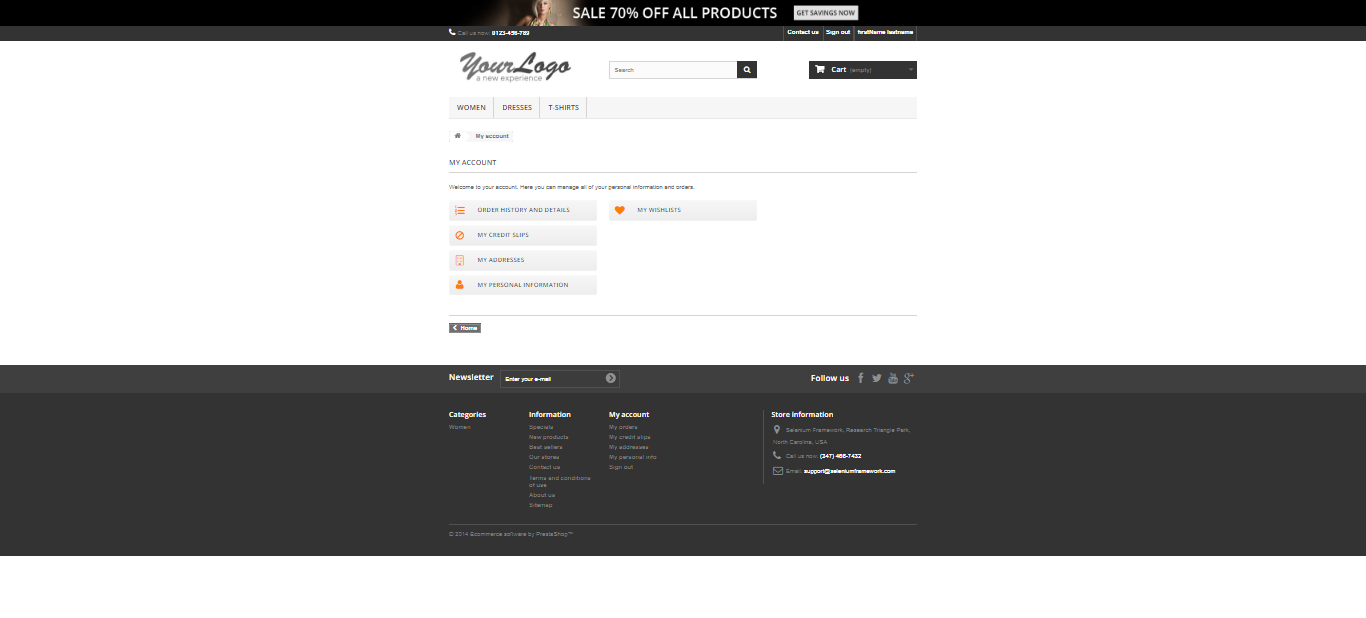 SALE 70% OFF ALL PRODUCTS GET SAVINGS NOW
Call us now: 0123-456-789 Contact us Sign out firstName lastname
YourLogo
a new experience
Search
Cart (empty)
WOMEN DRESSES T-SHIRTS
My account
MY ACCOUNT
Welcome to your account. Here you can manage all of your personal information and orders.
ORDER HISTORY AND DETAILS MY WISHLISTS
MY CREDIT SLIPS
MY ADDRESSES
MY PERSONAL INFORMATION
Home
Newsletter Enter your e-mail Follow us
Categories
Women
Information
Specials
New products
Best sellers
Our stores
Contact us
Terms and conditions
of use
About us
Sitemap
My account
My orders
My credit slips
My addresses
My personal info
Sign out
Store information
Selenium Framework, Research Triangle Park,
North Carolina, USA
Call us now: (347) 466-7432
Email: support@seleniumframework.com
© 2014 Ecommerce software by PrestaShop™